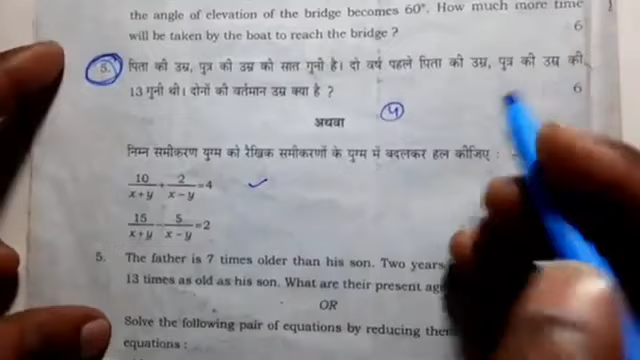 the angle of elevation of the bridge becomes 60°. How much more time
will be taken by the boat to reach the bridge ?
6
5. पिता की उम्र, पुत्र की उम्र की सात गुनी है। दो वर्ष पहले पिता की उम्र, पुत्र की उम्र की
13 गुनी थी। दोनों की वर्तमान उम्र क्या है ?
6
अथवा
निम्न समीकरण युग्म को रैखिक समीकरणों के युग्म में बदलकर हल कीजिए :
10/(x+y) + 2/(x-y) = 4
15/(x+y) - 5/(x-y) = 2
5. The father is 7 times older than his son. Two years
13 times as old as his son. What are their present
OR
Solve the following pair of equations by reducing
equations :